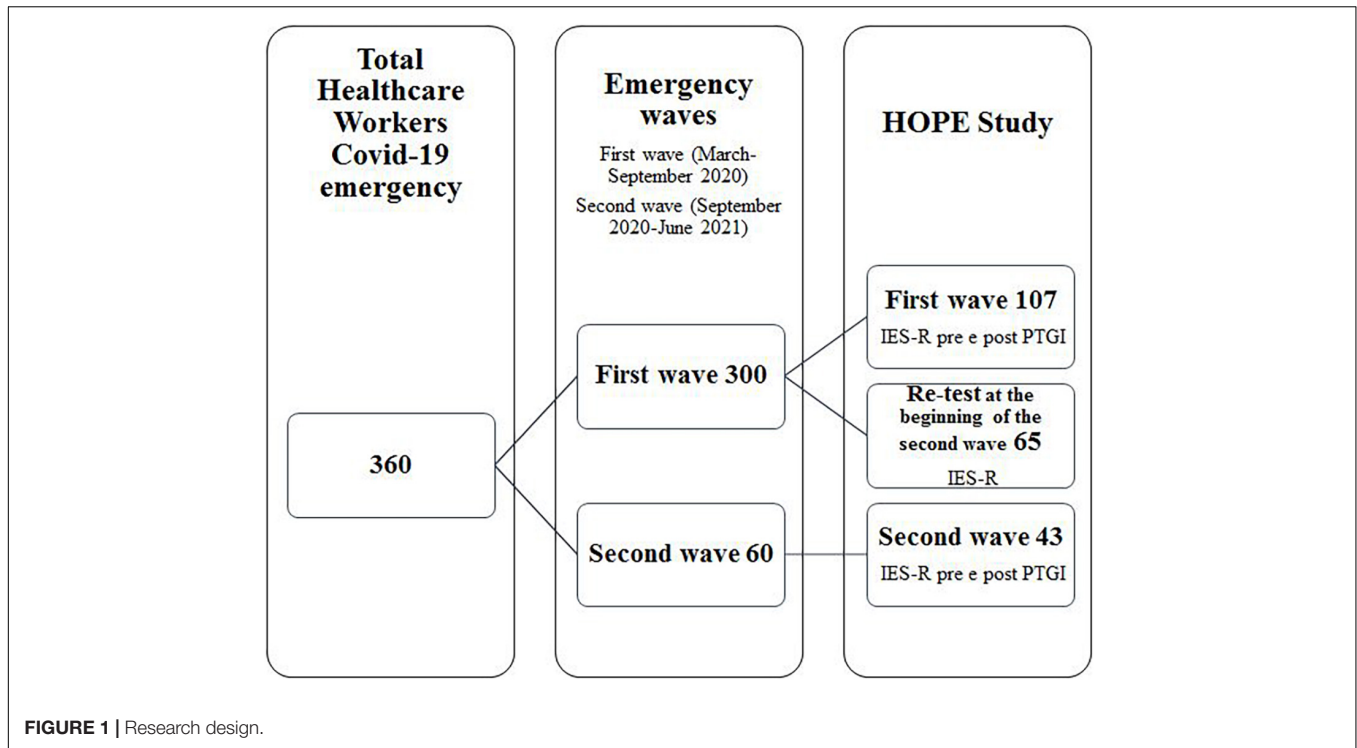 Total
Healthcare
Workers
Covid-19
emergency
360
Emergency
waves
First wave (March-
September 2020)
Second wave (September
2020-June 2021)
First wave 300
Second wave 60
HOPE Study
First wave 107
IES-R pre e post PTGI
Re-test at the
beginning of the
second wave 65
IES-R
Second wave 43
IES-R pre e post PTGI
FIGURE 1 | Research design.